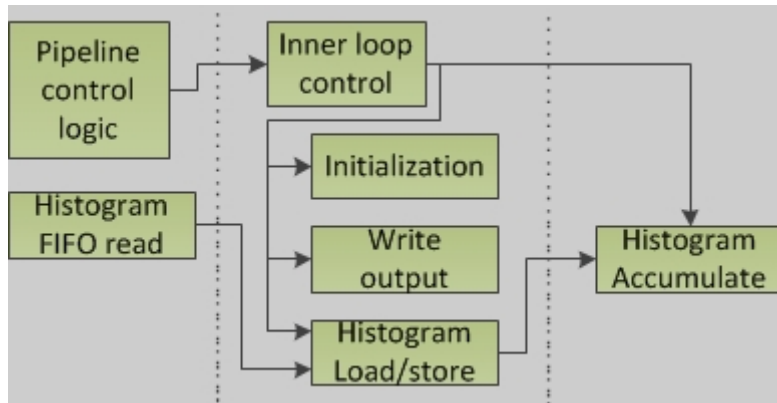 Pipeline
control
logic
Inner loop
control
Initialization
Histogram
FIFO read
Write
output
Histogram
Accumulate
Histogram
Load/store